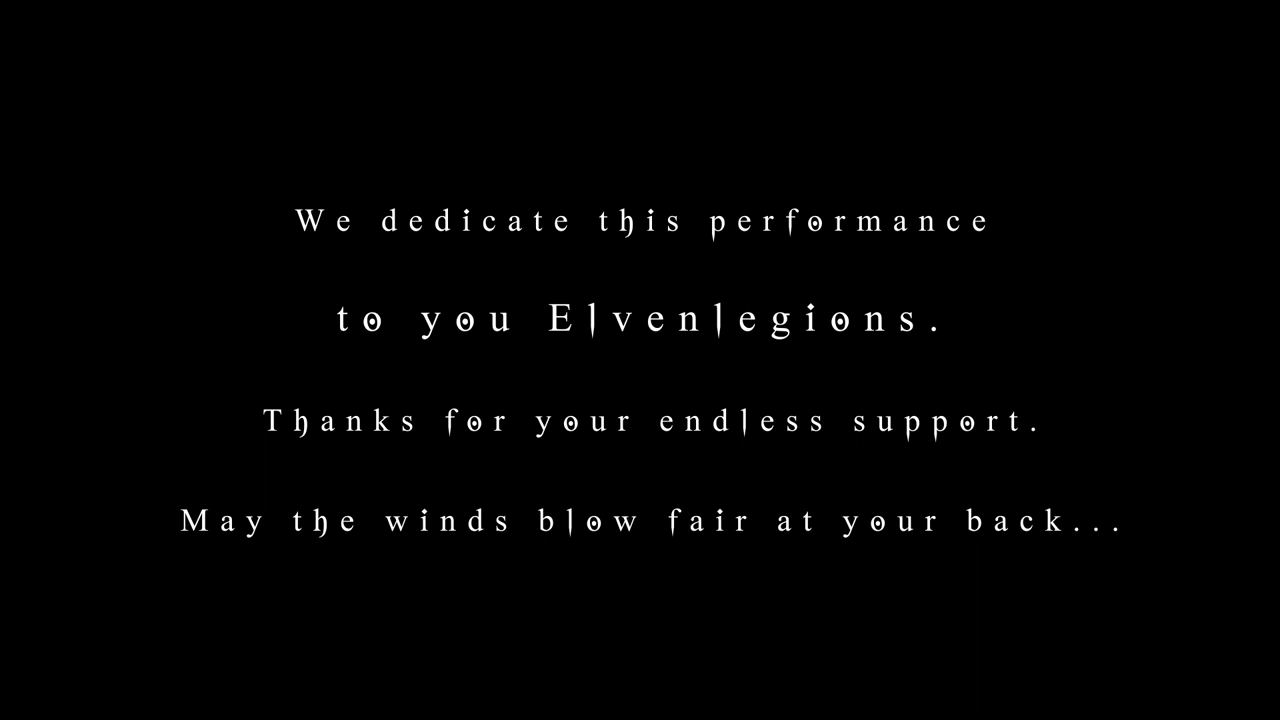 We dedicate this performance
to you Elvenlegions.
Thanks for your endless support.
May the winds blow fair at your back...